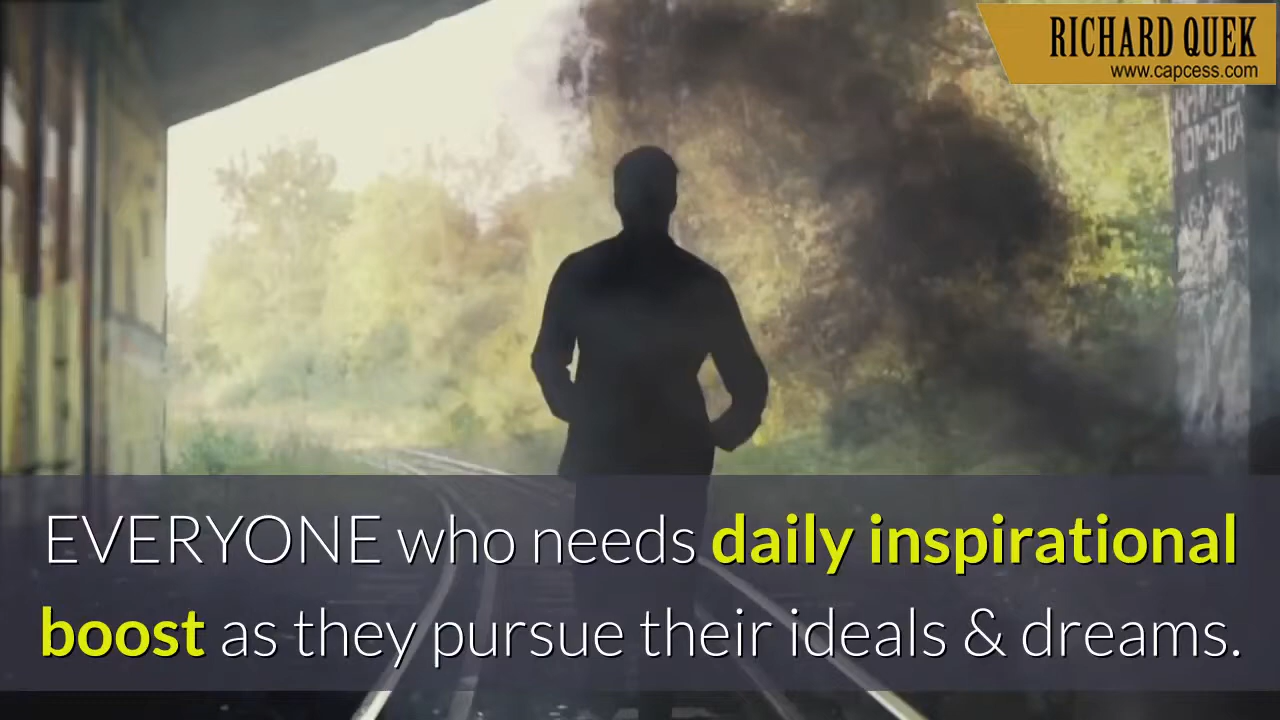 RICHARD QUEK
www.capcess.com
EVERYONE who needs daily inspirational
boost as they pursue their ideals & dreams.